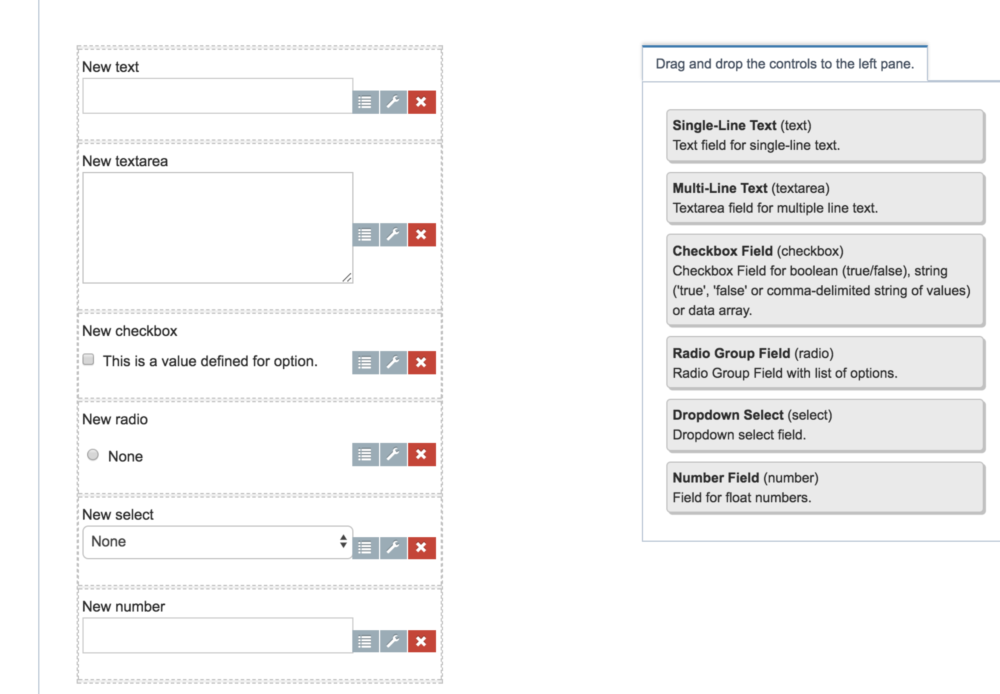 New text
New textarea
New checkbox
This is a value defined for option.
New radio
None
New select
None
New number
Drag and drop the controls to the left pane.
Single-Line Text (text)
Text field for single-line text.
Multi-Line Text (textarea)
Textarea field for multiple line text.
Checkbox Field (checkbox)
Checkbox Field for boolean (true/false), string
('true', 'false' or comma-delimited string of values)
or data array.
Radio Group Field (radio)
Radio Group Field with list of options.
Dropdown Select (select)
Dropdown select field.
Number Field (number)
Field for float numbers.